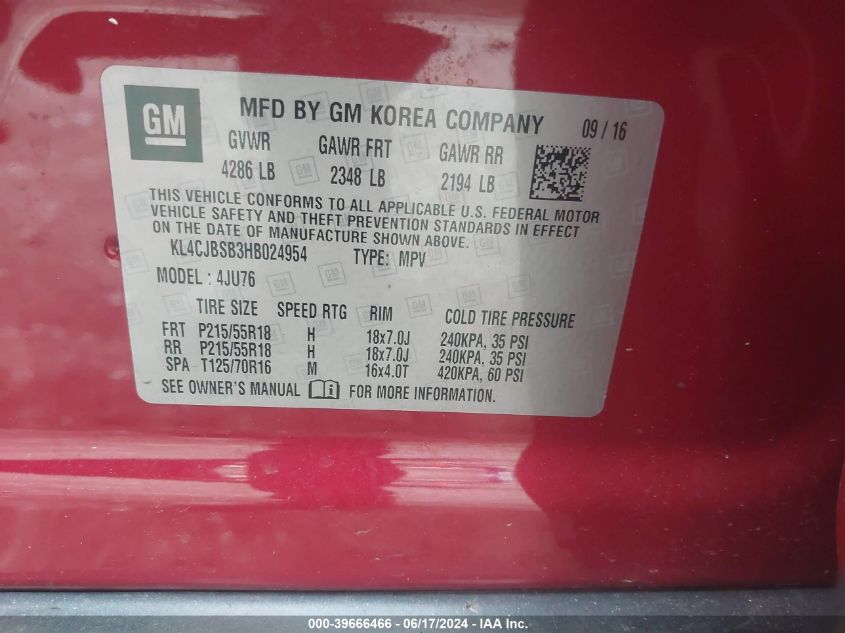 GM
MFD BY GM KOREA COMPANY 09 / 16
GVWR GAWR FRT GAWR RR
4286 LB 2348 LB 2194 LB
THIS VEHICLE CONFORMS TO ALL APPLICABLE U.S. FEDERAL MOTOR
VEHICLE SAFETY AND THEFT PREVENTION STANDARDS IN EFFECT
ON THE DATE OF MANUFACTURE SHOWN ABOVE.
KL4CJBSB3HB024954 TYPE: MPV
MODEL : 4JU76
TIRE SIZE SPEED RTG RIM COLD TIRE PRESSURE
FRT P215/55R18 H 18x7.0J 240KPA, 35 PSI
RR P215/55R18 H 18x7.0J 240KPA, 35 PSI
SPA T125/70R16 M 16x4.0T 420KPA, 60 PSI
SEE OWNER'S MANUAL FOR MORE INFORMATION.
000-39666466 - 06/17/2024 - IAA Inc.